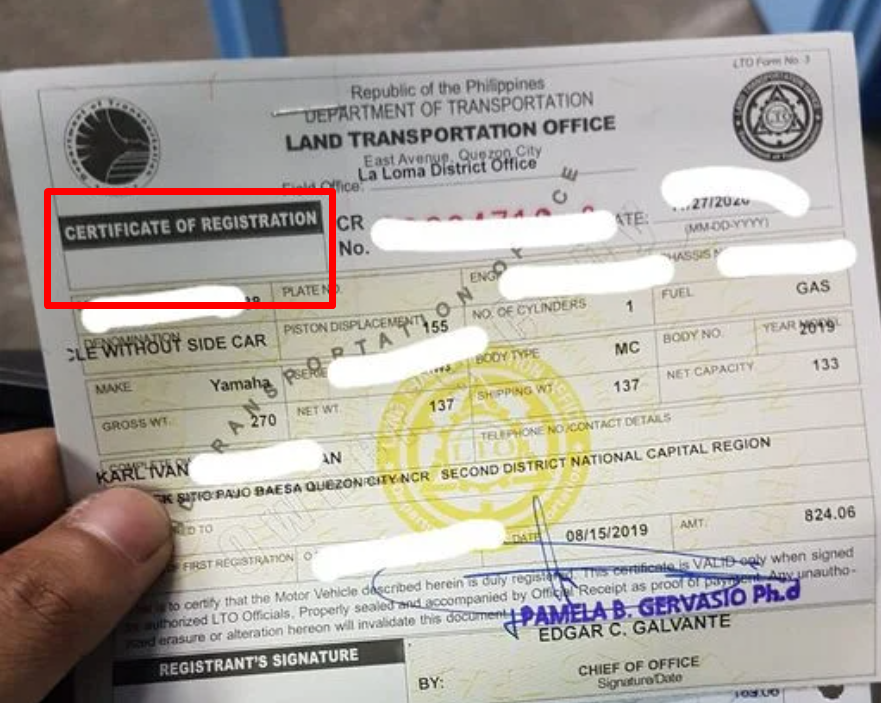 LTO Form No. 3
Republic of the Philippines
DEPARTMENT OF TRANSPORTATION
LAND TRANSPORTATION OFFICE
East Avenue, Quezon City
La Loma District Office
Field Office:
CERTIFICATE OF REGISTRATION
CR
No.
(MM-DD-YYYY)
PLATE NO.
DENOMINATION
PISTON DISPLACEMENT 155
NO. OF CYLINDERS 1
FUEL GAS
CLE WITHOUT SIDE CAR
MAKE Yamaha
BODY TYPE MC
BODY NO.
YEAR MODEL 2019
GROSS WT. 270
NET WT. 137
SHIPPING WT. 137
NET CAPACITY 133
TELEPHONE NO./CONTACT DETAILS
KARL IVAN AN
SITIO PAJO BAESA QUEZON CITY NCR SECOND DISTRICT NATIONAL CAPITAL REGION
OF FIRST REGISTRATION
DATE 08/15/2019
AMT: 824.06
is to certify that the Motor Vehicle described herein is duly registered. This certificate is VALID only when signed
authorized LTO Officials, Properly sealed and accompanied by Official Receipt as proof of payment. Any unautho-
rized erasure or alteration hereon will invalidate this document
PAMELA B. GERVASIO Ph.d
EDGAR C. GALVANTE
REGISTRANT'S SIGNATURE
BY:
CHIEF OF OFFICE
Signature/Date